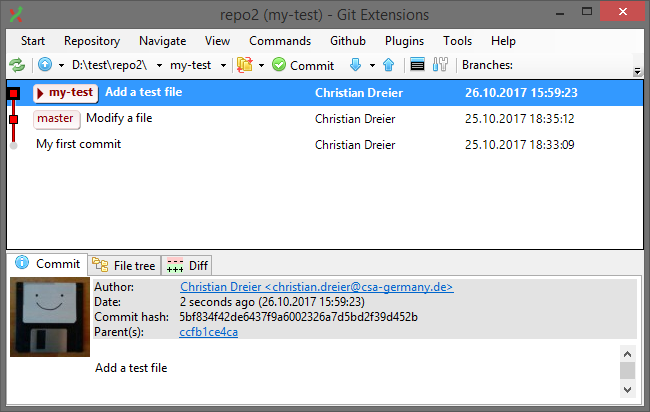 repo2 (my-test) - Git Extensions
Start Repository Navigate View Commands Github Plugins Tools Help
D:\test\repo2\ my-test Commit Branches:
my-test Add a test file Christian Dreier 26.10.2017 15:59:23
master Modify a file Christian Dreier 25.10.2017 18:35:12
My first commit Christian Dreier 25.10.2017 18:33:09
Commit File tree Diff
Author: Christian Dreier <christian.dreier@csa-germany.de>
Date: 2 seconds ago (26.10.2017 15:59:23)
Commit hash: 5bf834f42de6437f9a6002326a7d5bd2f39d452b
Parent(s): ccfb1ce4ca
Add a test file